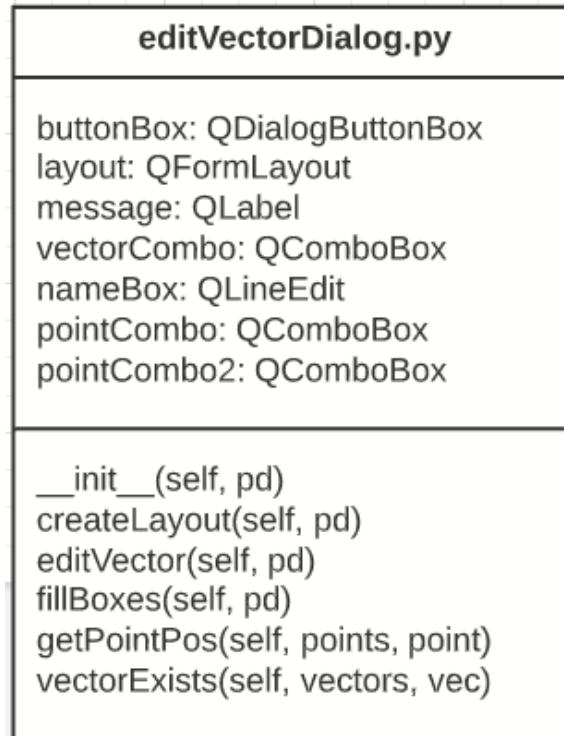 editVectorDialog.py
buttonBox: QDialogButtonBox
layout: QFormLayout
message: QLabel
vectorCombo: QComboBox
nameBox: QLineEdit
pointCombo: QComboBox
pointCombo2: QComboBox
__init__(self, pd)
createLayout(self, pd)
editVector(self, pd)
fillBoxes(self, pd)
getPointPos(self, points, point)
vectorExists(self, vectors, vec)